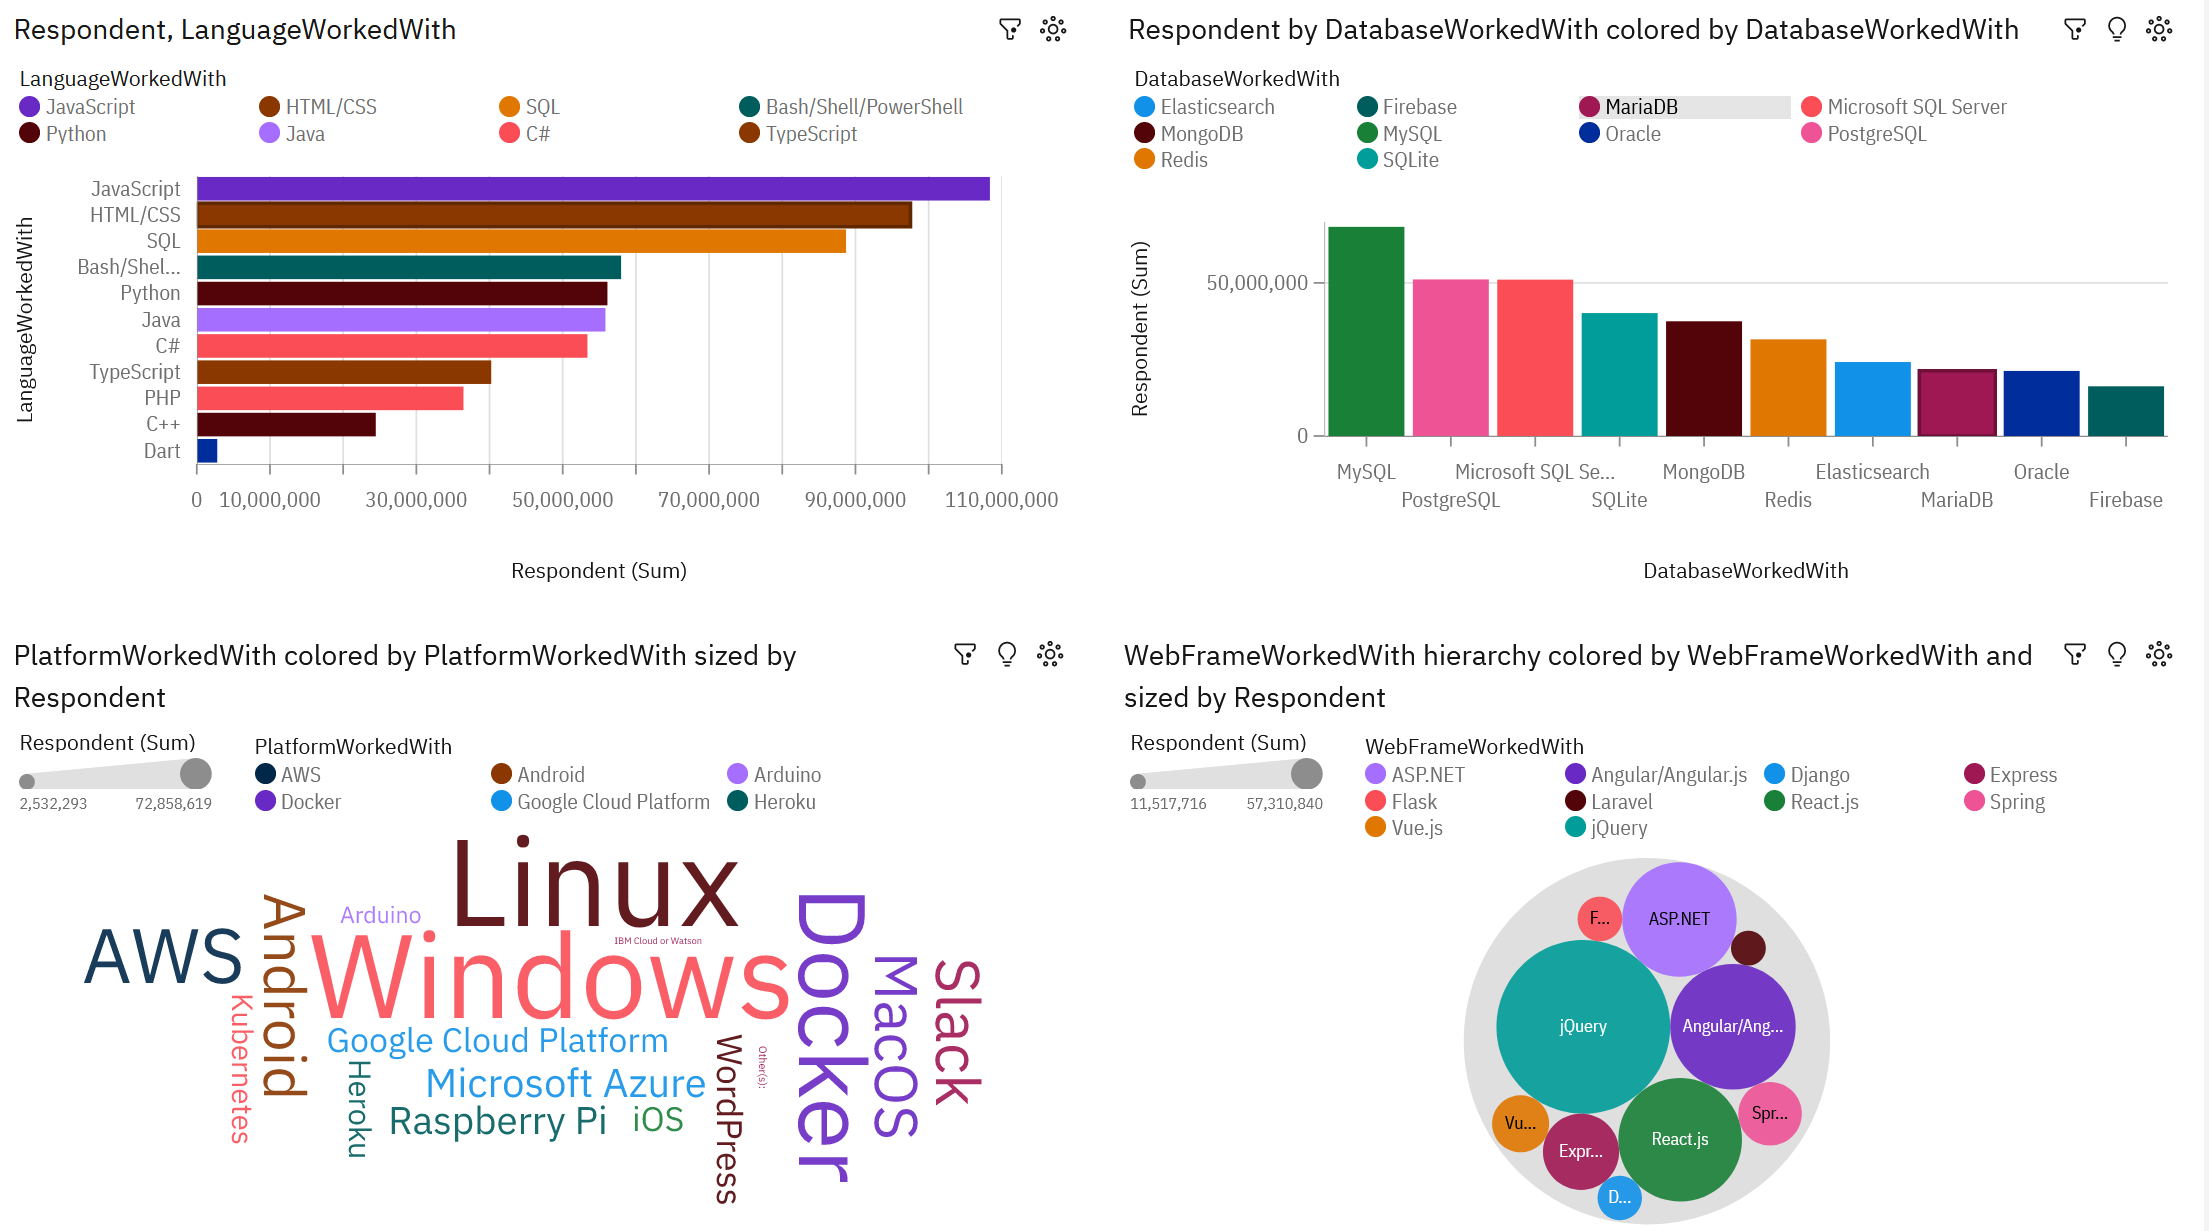 Respondent, LanguageWorkedWith
LanguageWorkedWith
JavaScript HTML/CSS SQL Bash/Shell/PowerShell
Python Java C# TypeScript
LanguageWorkedWith
JavaScript
HTML/CSS
SQL
Bash/Shel...
Python
Java
C#
TypeScript
PHP
C++
Dart
0 10,000,000 30,000,000 50,000,000 70,000,000 90,000,000 110,000,000
Respondent (Sum)
Respondent by DatabaseWorkedWith colored by DatabaseWorkedWith
DatabaseWorkedWith
Elasticsearch Firebase MariaDB Microsoft SQL Server
MongoDB MySQL Oracle PostgreSQL
Redis SQLite
Respondent (Sum)
50,000,000
0
MySQL Microsoft SQL Se... MongoDB Elasticsearch Oracle
PostgreSQL SQLite Redis MariaDB Firebase
DatabaseWorkedWith
PlatformWorkedWith colored by PlatformWorkedWith sized by
Respondent
Respondent (Sum)
2,532,293 72,858,619
PlatformWorkedWith
AWS Android Arduino
Docker Google Cloud Platform Heroku
Linux
Arduino
Android
AWS
IBM Cloud or Watson
Windows
Docker
MacOS
Slack
Kubernetes
Google Cloud Platform
Heroku
Microsoft Azure
WordPress
Other(s):
Raspberry Pi
iOS
WebFrameWorkedWith hierarchy colored by WebFrameWorkedWith and
sized by Respondent
Respondent (Sum)
11,517,716 57,310,840
WebFrameWorkedWith
ASP.NET Angular/Angular.js Django Express
Flask Laravel React.js Spring
Vue.js jQuery
F... ASP.NET
jQuery Angular/Ang...
Vu... Spr...
Expr... React.js
D...